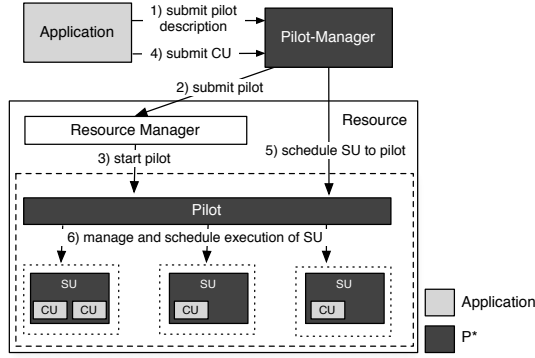 Application
1) submit pilot
description
4) submit CU
Pilot-Manager
2) submit pilot
Resource
Resource Manager
3) start pilot
5) schedule SU to pilot
Pilot
6) manage and schedule execution of SU
SU
CU
CU
SU
CU
SU
CU
Application
P*